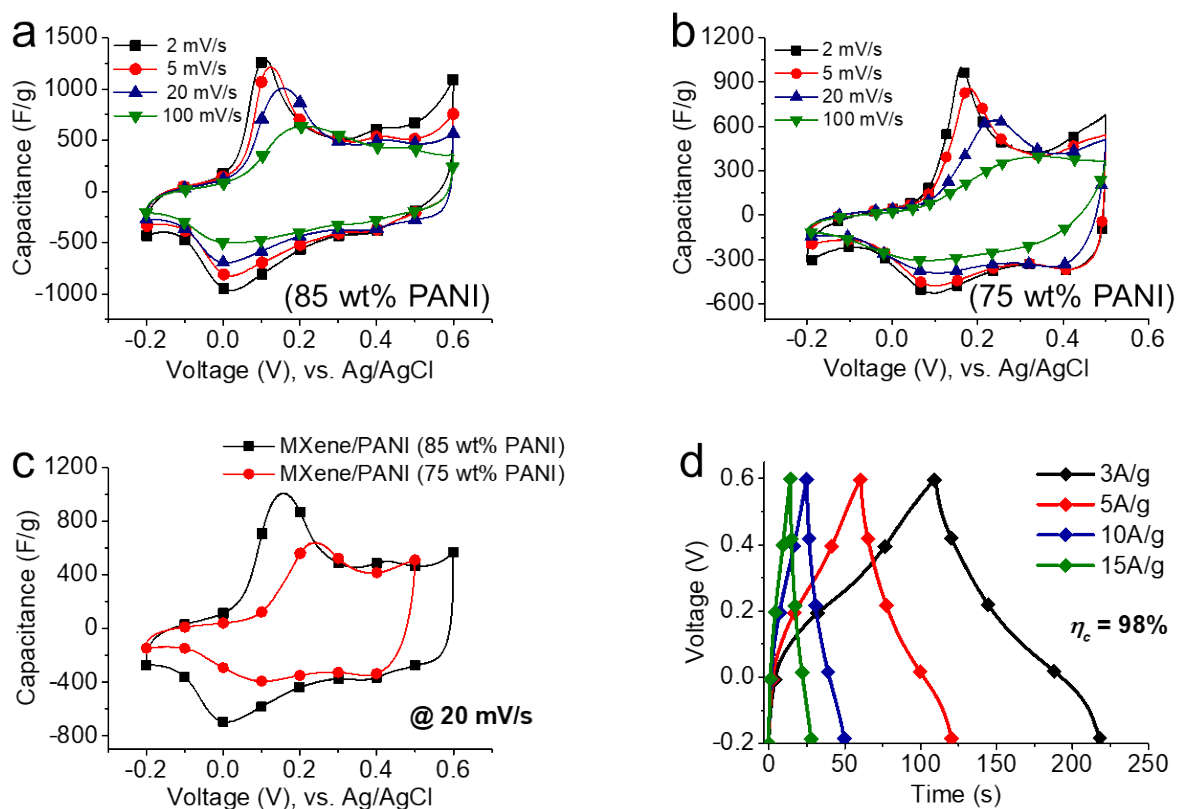 a
1500
1000
500
0
-500
-1000
Capacitance (F/g)
2 mV/s
5 mV/s
20 mV/s
100 mV/s
(85 wt% PANI)
-0.2 0.0 0.2 0.4 0.6
Voltage (V), vs. Ag/AgCl
b
1200
900
600
300
0
-300
-600
Capacitance (F/g)
2 mV/s
5 mV/s
20 mV/s
100 mV/s
(75 wt% PANI)
-0.2 0.0 0.2 0.4 0.6
Voltage (V), vs. Ag/AgCl
c
MXene/PANI (85 wt% PANI)
MXene/PANI (75 wt% PANI)
1200
800
400
0
-400
-800
Capacitance (F/g)
@ 20 mV/s
-0.2 0.0 0.2 0.4 0.6
Voltage (V), vs. Ag/AgCl
d
0.6
0.4
0.2
0.0
-0.2
Voltage (V)
3A/g
5A/g
10A/g
15A/g
ηc = 98%
0 50 100 150 200 250
Time (s)